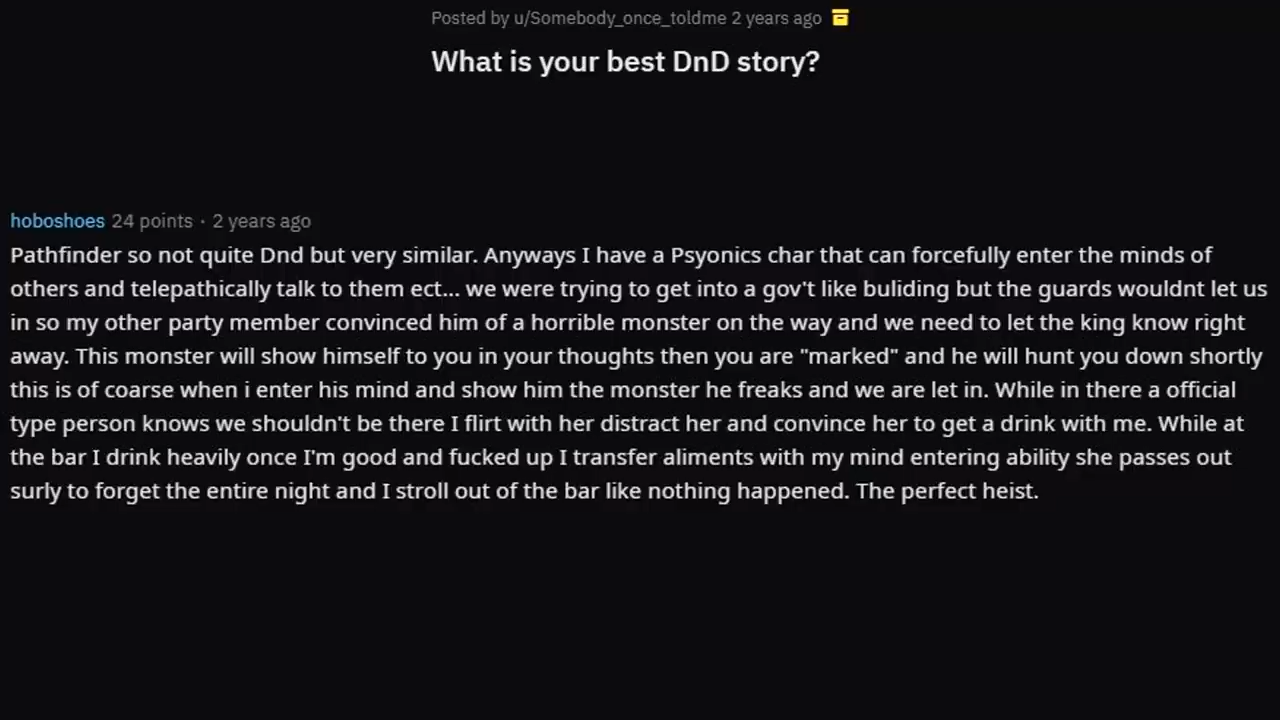 Posted by u/Somebody_once_toldme 2 years ago
What is your best DnD story?
hoboshoes 24 points · 2 years ago
Pathfinder so not quite Dnd but very similar. Anyways I have a Psyonics char that can forcefully enter the minds of
others and telepathically talk to them ect... we were trying to get into a gov't like buliding but the guards wouldnt let us
in so my other party member convinced him of a horrible monster on the way and we need to let the king know right
away. This monster will show himself to you in your thoughts then you are "marked" and he will hunt you down shortly
this is of coarse when i enter his mind and show him the monster he freaks and we are let in. While in there a official
type person knows we shouldn't be there I flirt with her distract her and convince her to get a drink with me. While at
the bar I drink heavily once I'm good and fucked up I transfer aliments with my mind entering ability she passes out
surly to forget the entire night and I stroll out of the bar like nothing happened. The perfect heist.